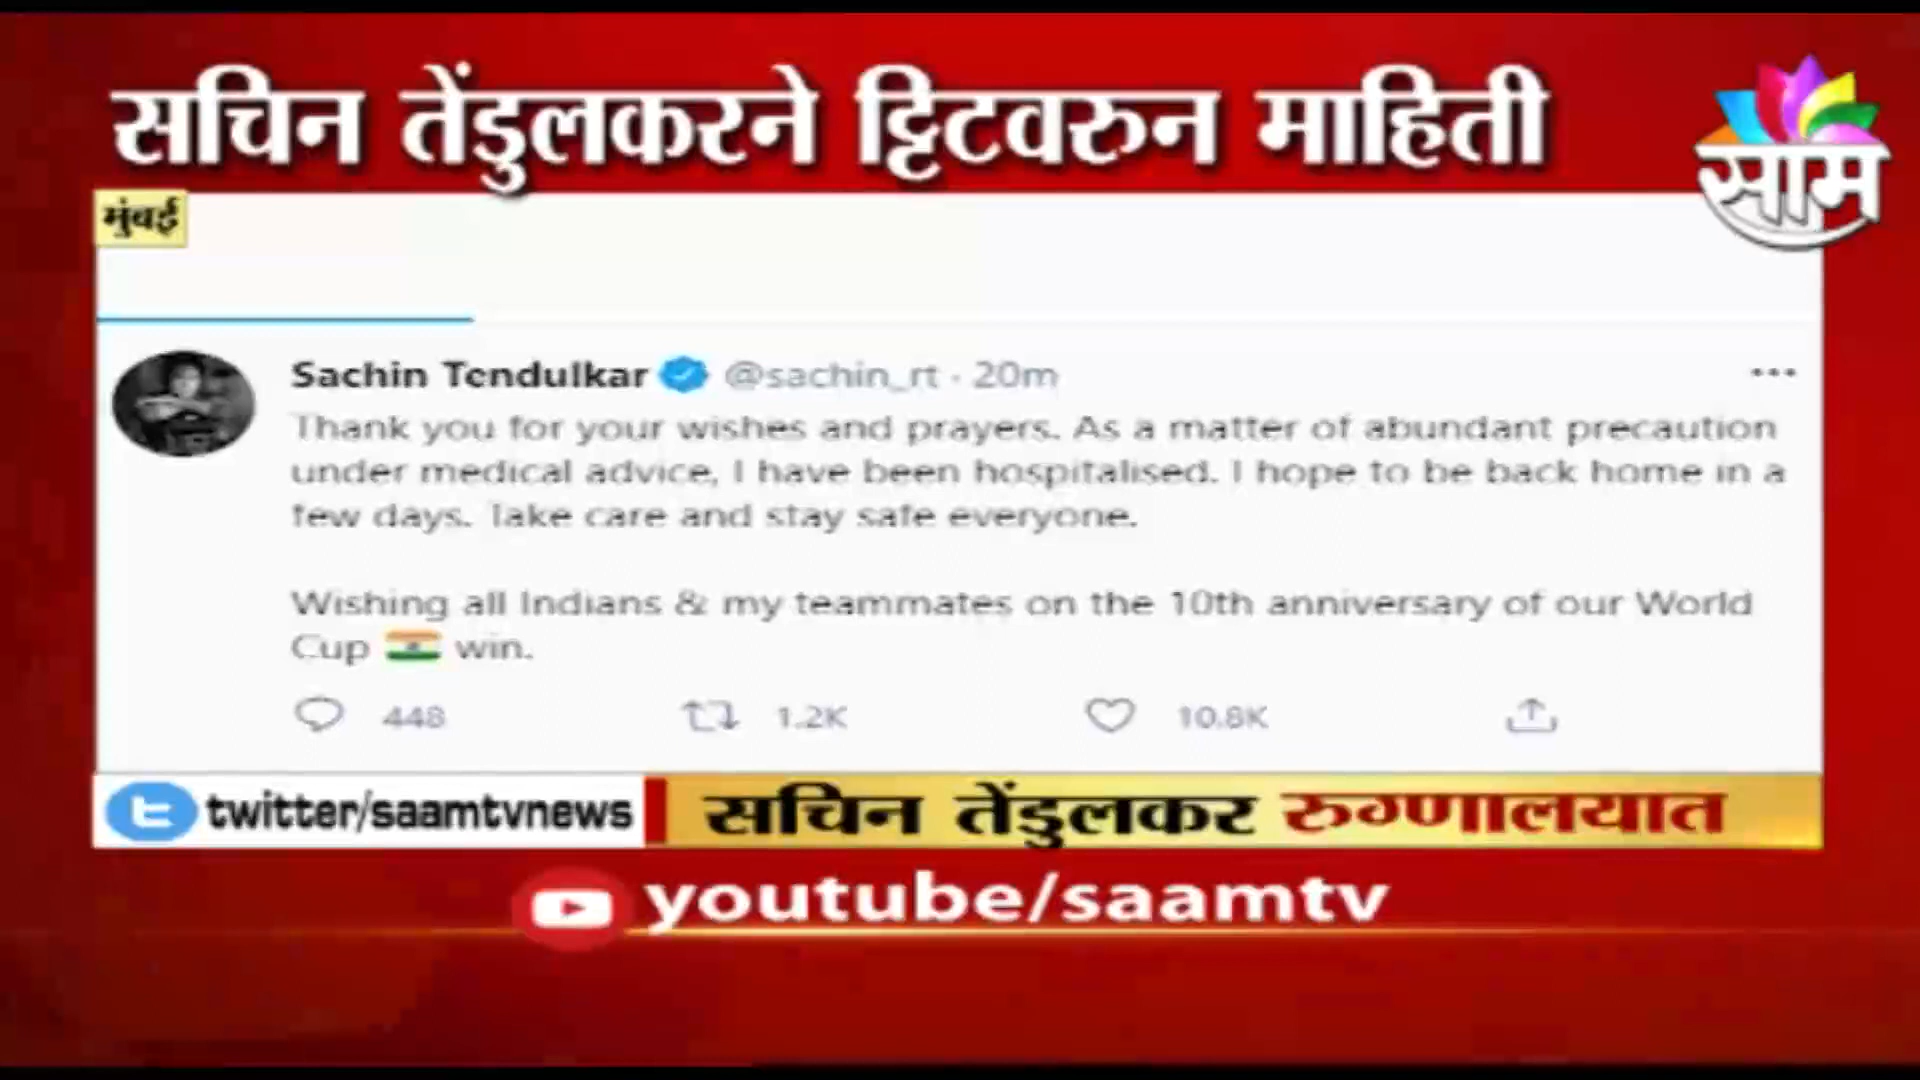 सचिन तेंडुलकरने ट्विटवरुन माहिती
साम
मुंबई
Sachin Tendulkar @sachin_rt · 20m
Thank you for your wishes and prayers. As a matter of abundant precaution
under medical advice, I have been hospitalised. I hope to be back home in a
few days. Take care and stay safe everyone.
Wishing all Indians & my teammates on the 10th anniversary of our World
Cup 🇮🇳 win.
448 1.2K 10.8K
twitter/saamtvnews सचिन तेंडुलकर रुग्णालयात
youtube/saamtv